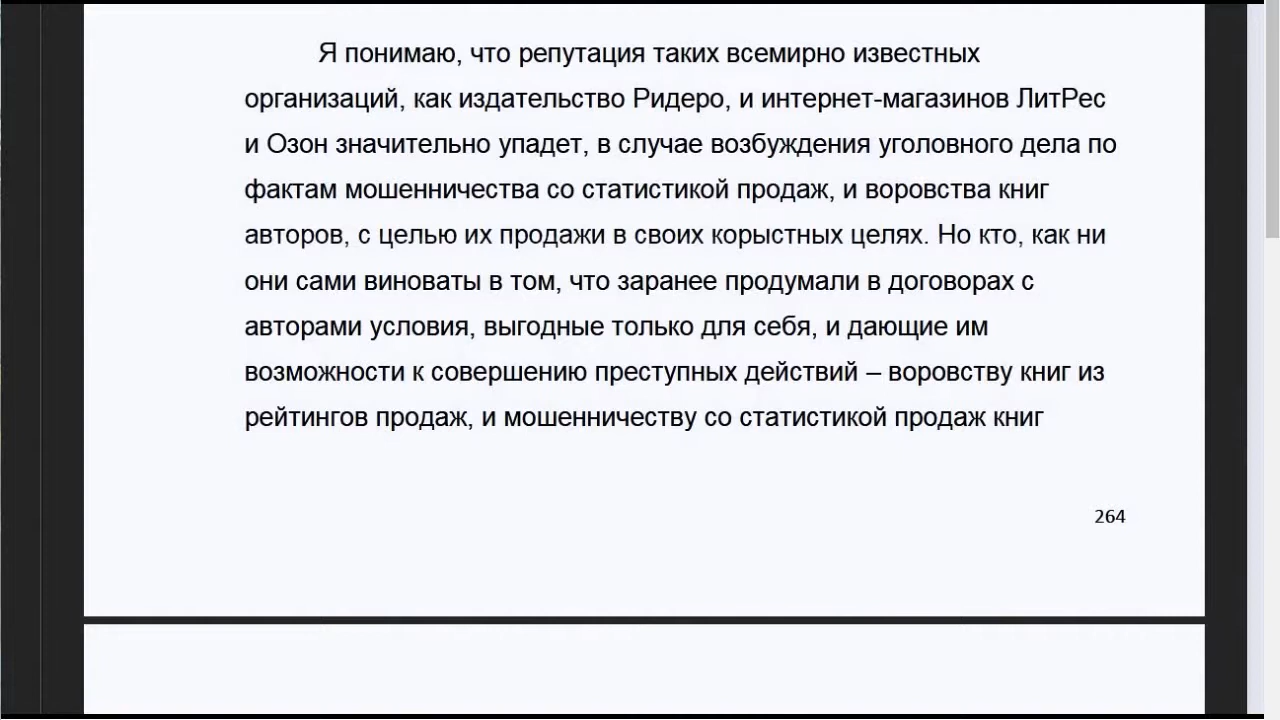 Я понимаю, что репутация таких всемирно известных
организаций, как издательство Ридеро, и интернет-магазинов ЛитРес
и Озон значительно упадет, в случае возбуждения уголовного дела по
фактам мошенничества со статистикой продаж, и воровства книг
авторов, с целью их продажи в своих корыстных целях. Но кто, как ни
они сами виноваты в том, что заранее продумали в договорах с
авторами условия, выгодные только для себя, и дающие им
возможности к совершению преступных действий – воровству книг из
рейтингов продаж, и мошенничеству со статистикой продаж книг
264